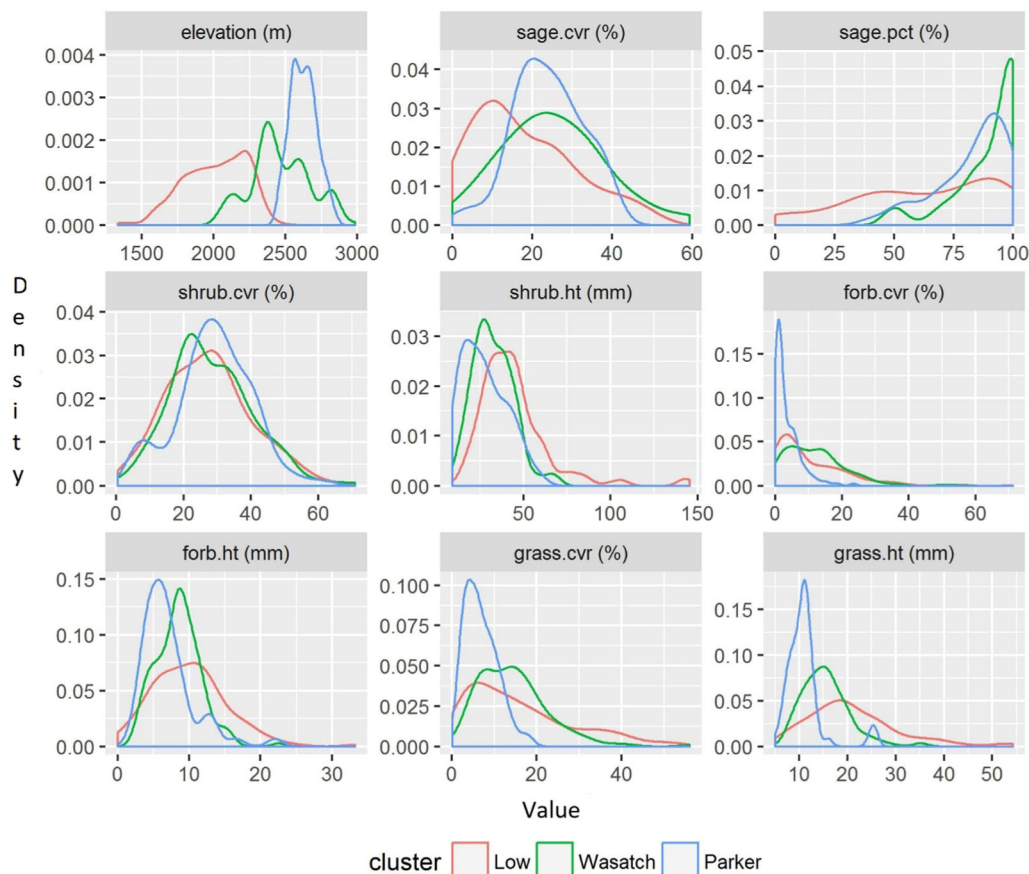 elevation (m)
sage.cvr (%)
sage.pct (%)
0.004
0.003
0.002
0.001
0.000
1500 2000 2500 3000
0.04
0.03
0.02
0.01
0.00
0 20 40 60
0.05
0.04
0.03
0.02
0.01
0.00
0 25 50 75 100
Density
shrub.cvr (%)
shrub.ht (mm)
forb.cvr (%)
0.04
0.03
0.02
0.01
0.00
0 20 40 60
0.03
0.02
0.01
0.00
50 100 150
0.15
0.10
0.05
0.00
0 20 40 60
forb.ht (mm)
grass.cvr (%)
grass.ht (mm)
0.15
0.10
0.05
0.00
0 10 20 30
0.100
0.075
0.050
0.025
0.000
0 20 40
0.15
0.10
0.05
0.00
10 20 30 40 50
Value
cluster Low Wasatch Parker